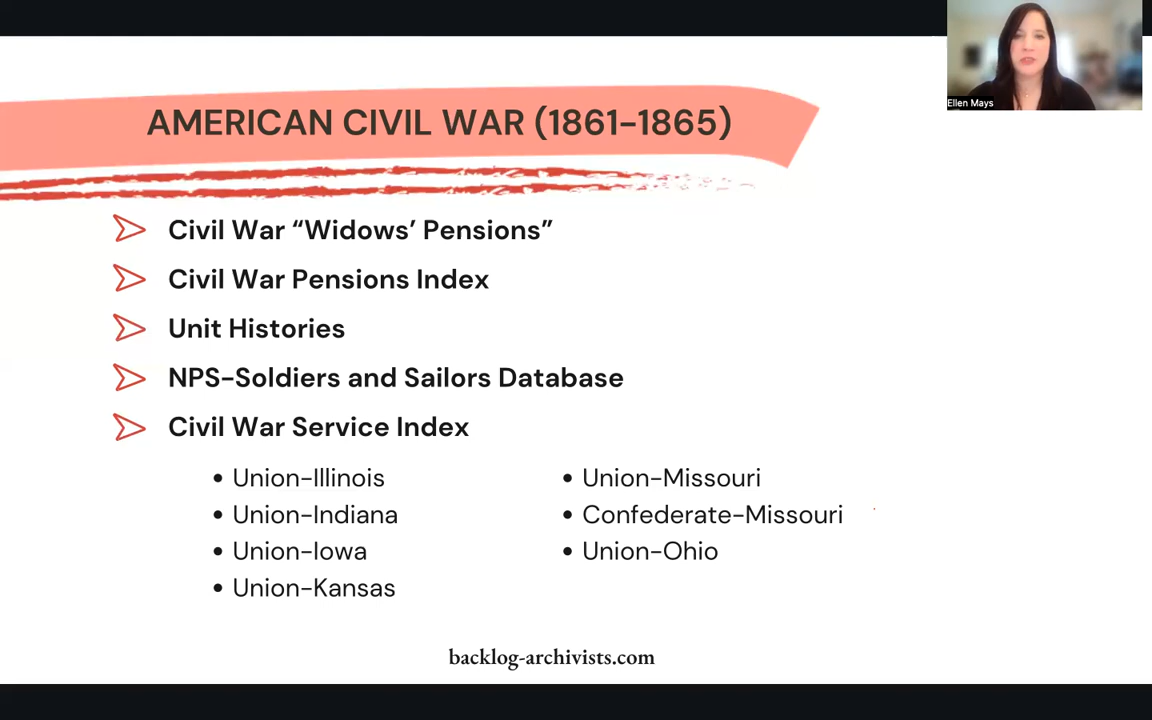 Ellen Mays
AMERICAN CIVIL WAR (1861-1865)
Civil War “Widows’ Pensions”
Civil War Pensions Index
Unit Histories
NPS-Soldiers and Sailors Database
Civil War Service Index
• Union-Illinois
• Union-Indiana
• Union-Iowa
• Union-Kansas
• Union-Missouri
• Confederate-Missouri
• Union-Ohio
backlog-archivists.com